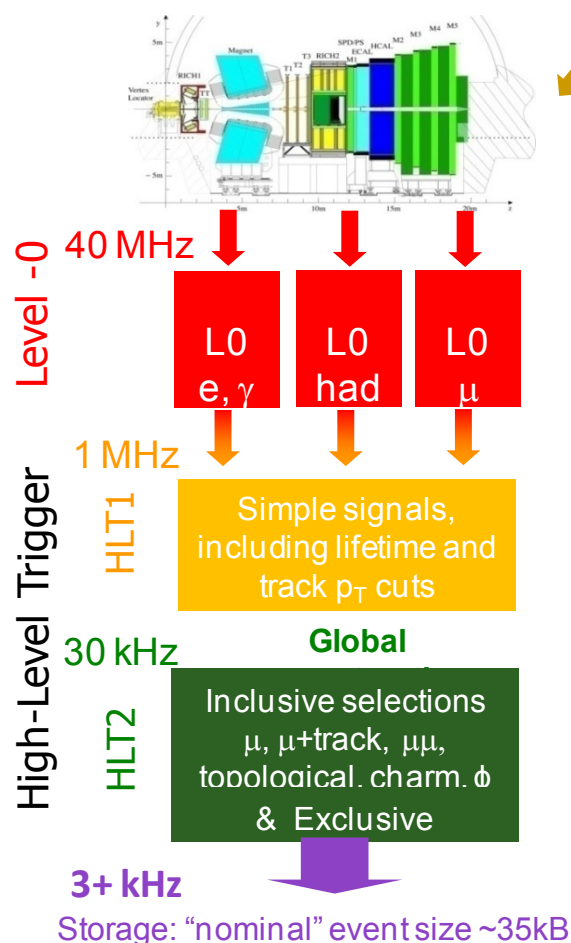 y
5m
Magnet
SPD/PS
HCAL
ECAL
M1
M2
M3
M4
M5
T1
T2
T3
RICH2
RICH1
TT
Vertex
Locator
– 5m
5m
10m
15m
20m
z
Level -0
40 MHz
L0
e, γ
L0
had
L0
μ
1 MHz
High-Level Trigger
HLT1
Simple signals,
including lifetime and
track pT cuts
Global
30 kHz
HLT2
Inclusive selections
μ, μ+track, μμ,
topological, charm, ϕ
& Exclusive
3+ kHz
Storage: “nominal” event size ~35kB